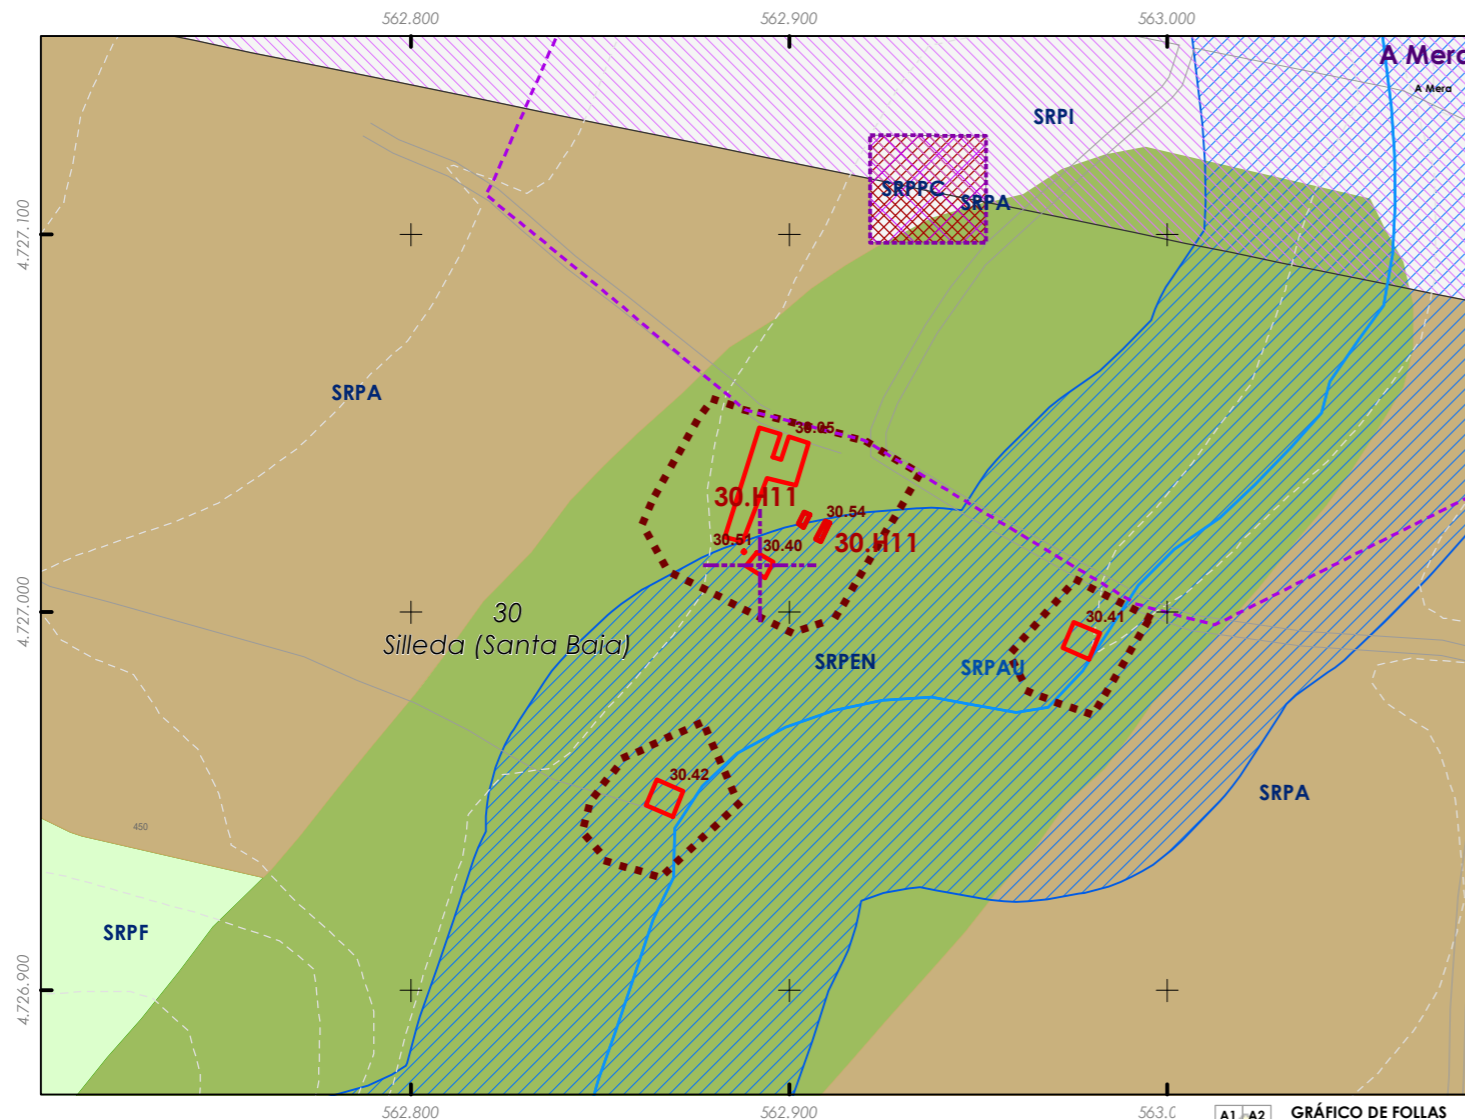 562.800
562.900
563.000
A Merc
A Mera
SRPI
SRPPC
SRPA
4.727.100
SRPA
30.05
30.H11
30.54
30.H11
30.51
30.40
4.727.000
30
Silleda (Santa Baia)
30.41
SRPEN
SRPAU
30.42
SRPA
450
SRPF
4.726.900
562.800
562.900
563.0
A1
A2
GRÁFICO DE FOLLAS